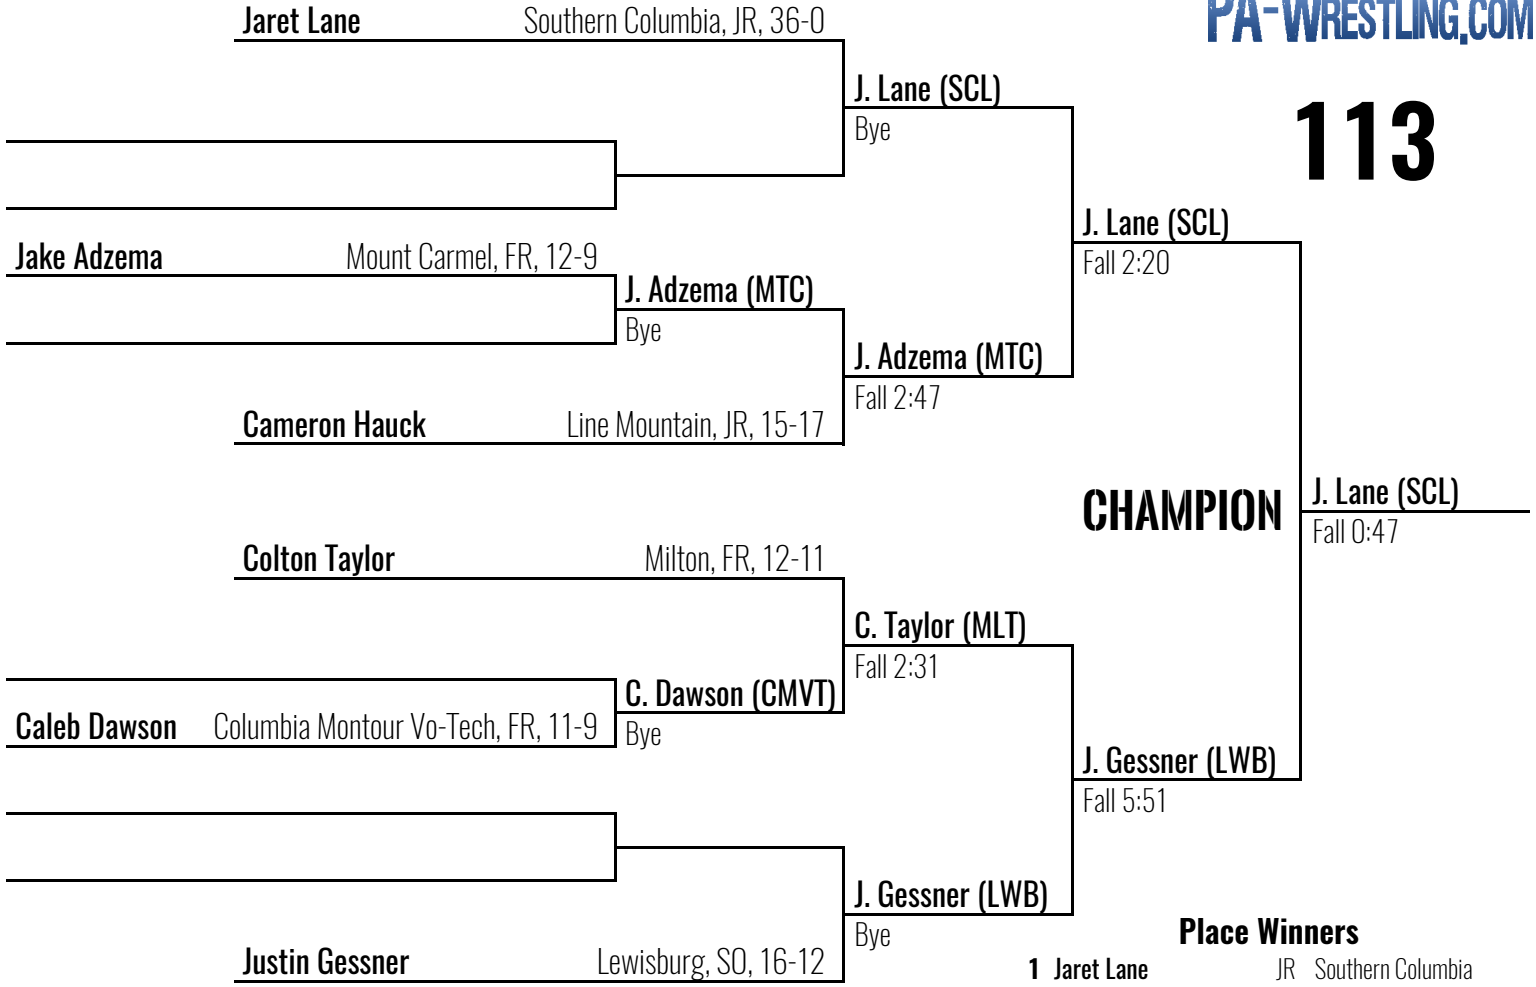 Jaret Lane Southern Columbia, JR, 36-0
PA-WRESTLING.COM
J. Lane (SCL)
Bye
113
J. Lane (SCL)
Fall 2:20
Jake Adzema Mount Carmel, FR, 12-9
J. Adzema (MTC)
Bye
J. Adzema (MTC)
Fall 2:47
Cameron Hauck Line Mountain, JR, 15-17
CHAMPION
J. Lane (SCL)
Fall 0:47
Colton Taylor Milton, FR, 12-11
C. Taylor (MLT)
Fall 2:31
C. Dawson (CMVT)
Caleb Dawson Columbia Montour Vo-Tech, FR, 11-9
Bye
J. Gessner (LWB)
Fall 5:51
J. Gessner (LWB)
Bye
Justin Gessner Lewisburg, SO, 16-12
Place Winners
1 Jaret Lane JR Southern Columbia